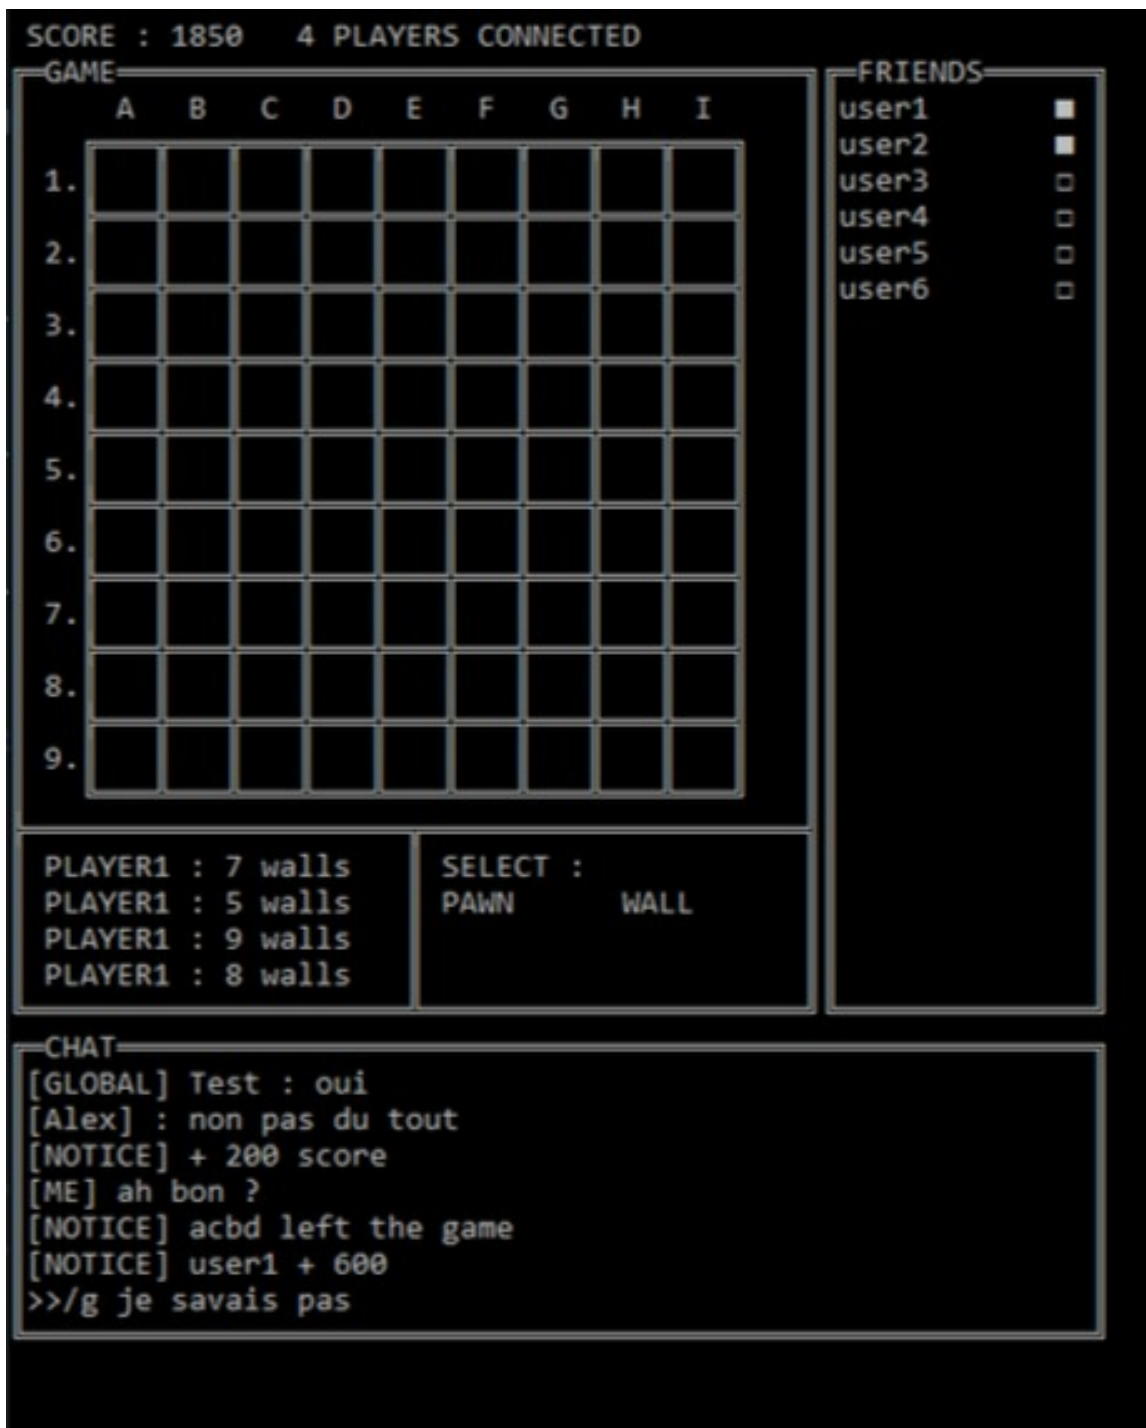 SCORE : 1850   4 PLAYERS CONNECTED
GAME
A B C D E F G H I
1.
2.
3.
4.
5.
6.
7.
8.
9.
PLAYER1 : 7 walls
PLAYER1 : 5 walls
PLAYER1 : 9 walls
PLAYER1 : 8 walls
SELECT :
PAWN WALL
FRIENDS
user1
user2
user3
user4
user5
user6
CHAT
[GLOBAL] Test : oui
[Alex] : non pas du tout
[NOTICE] + 200 score
[ME] ah bon ?
[NOTICE] acbd left the game
[NOTICE] user1 + 600
>>/g je savais pas